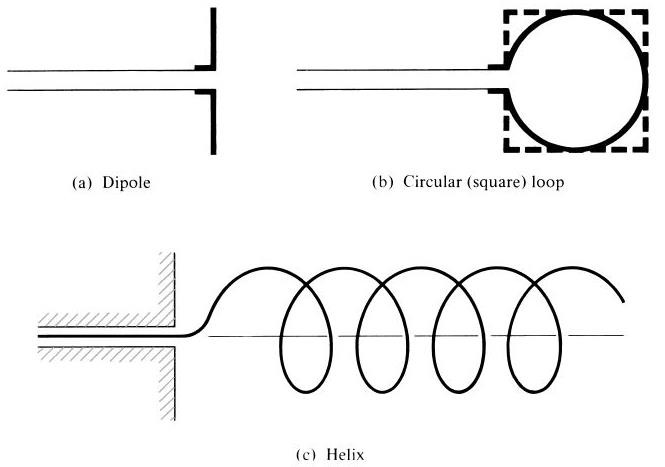 (a) Dipole
(b) Circular (square) loop
(c) Helix